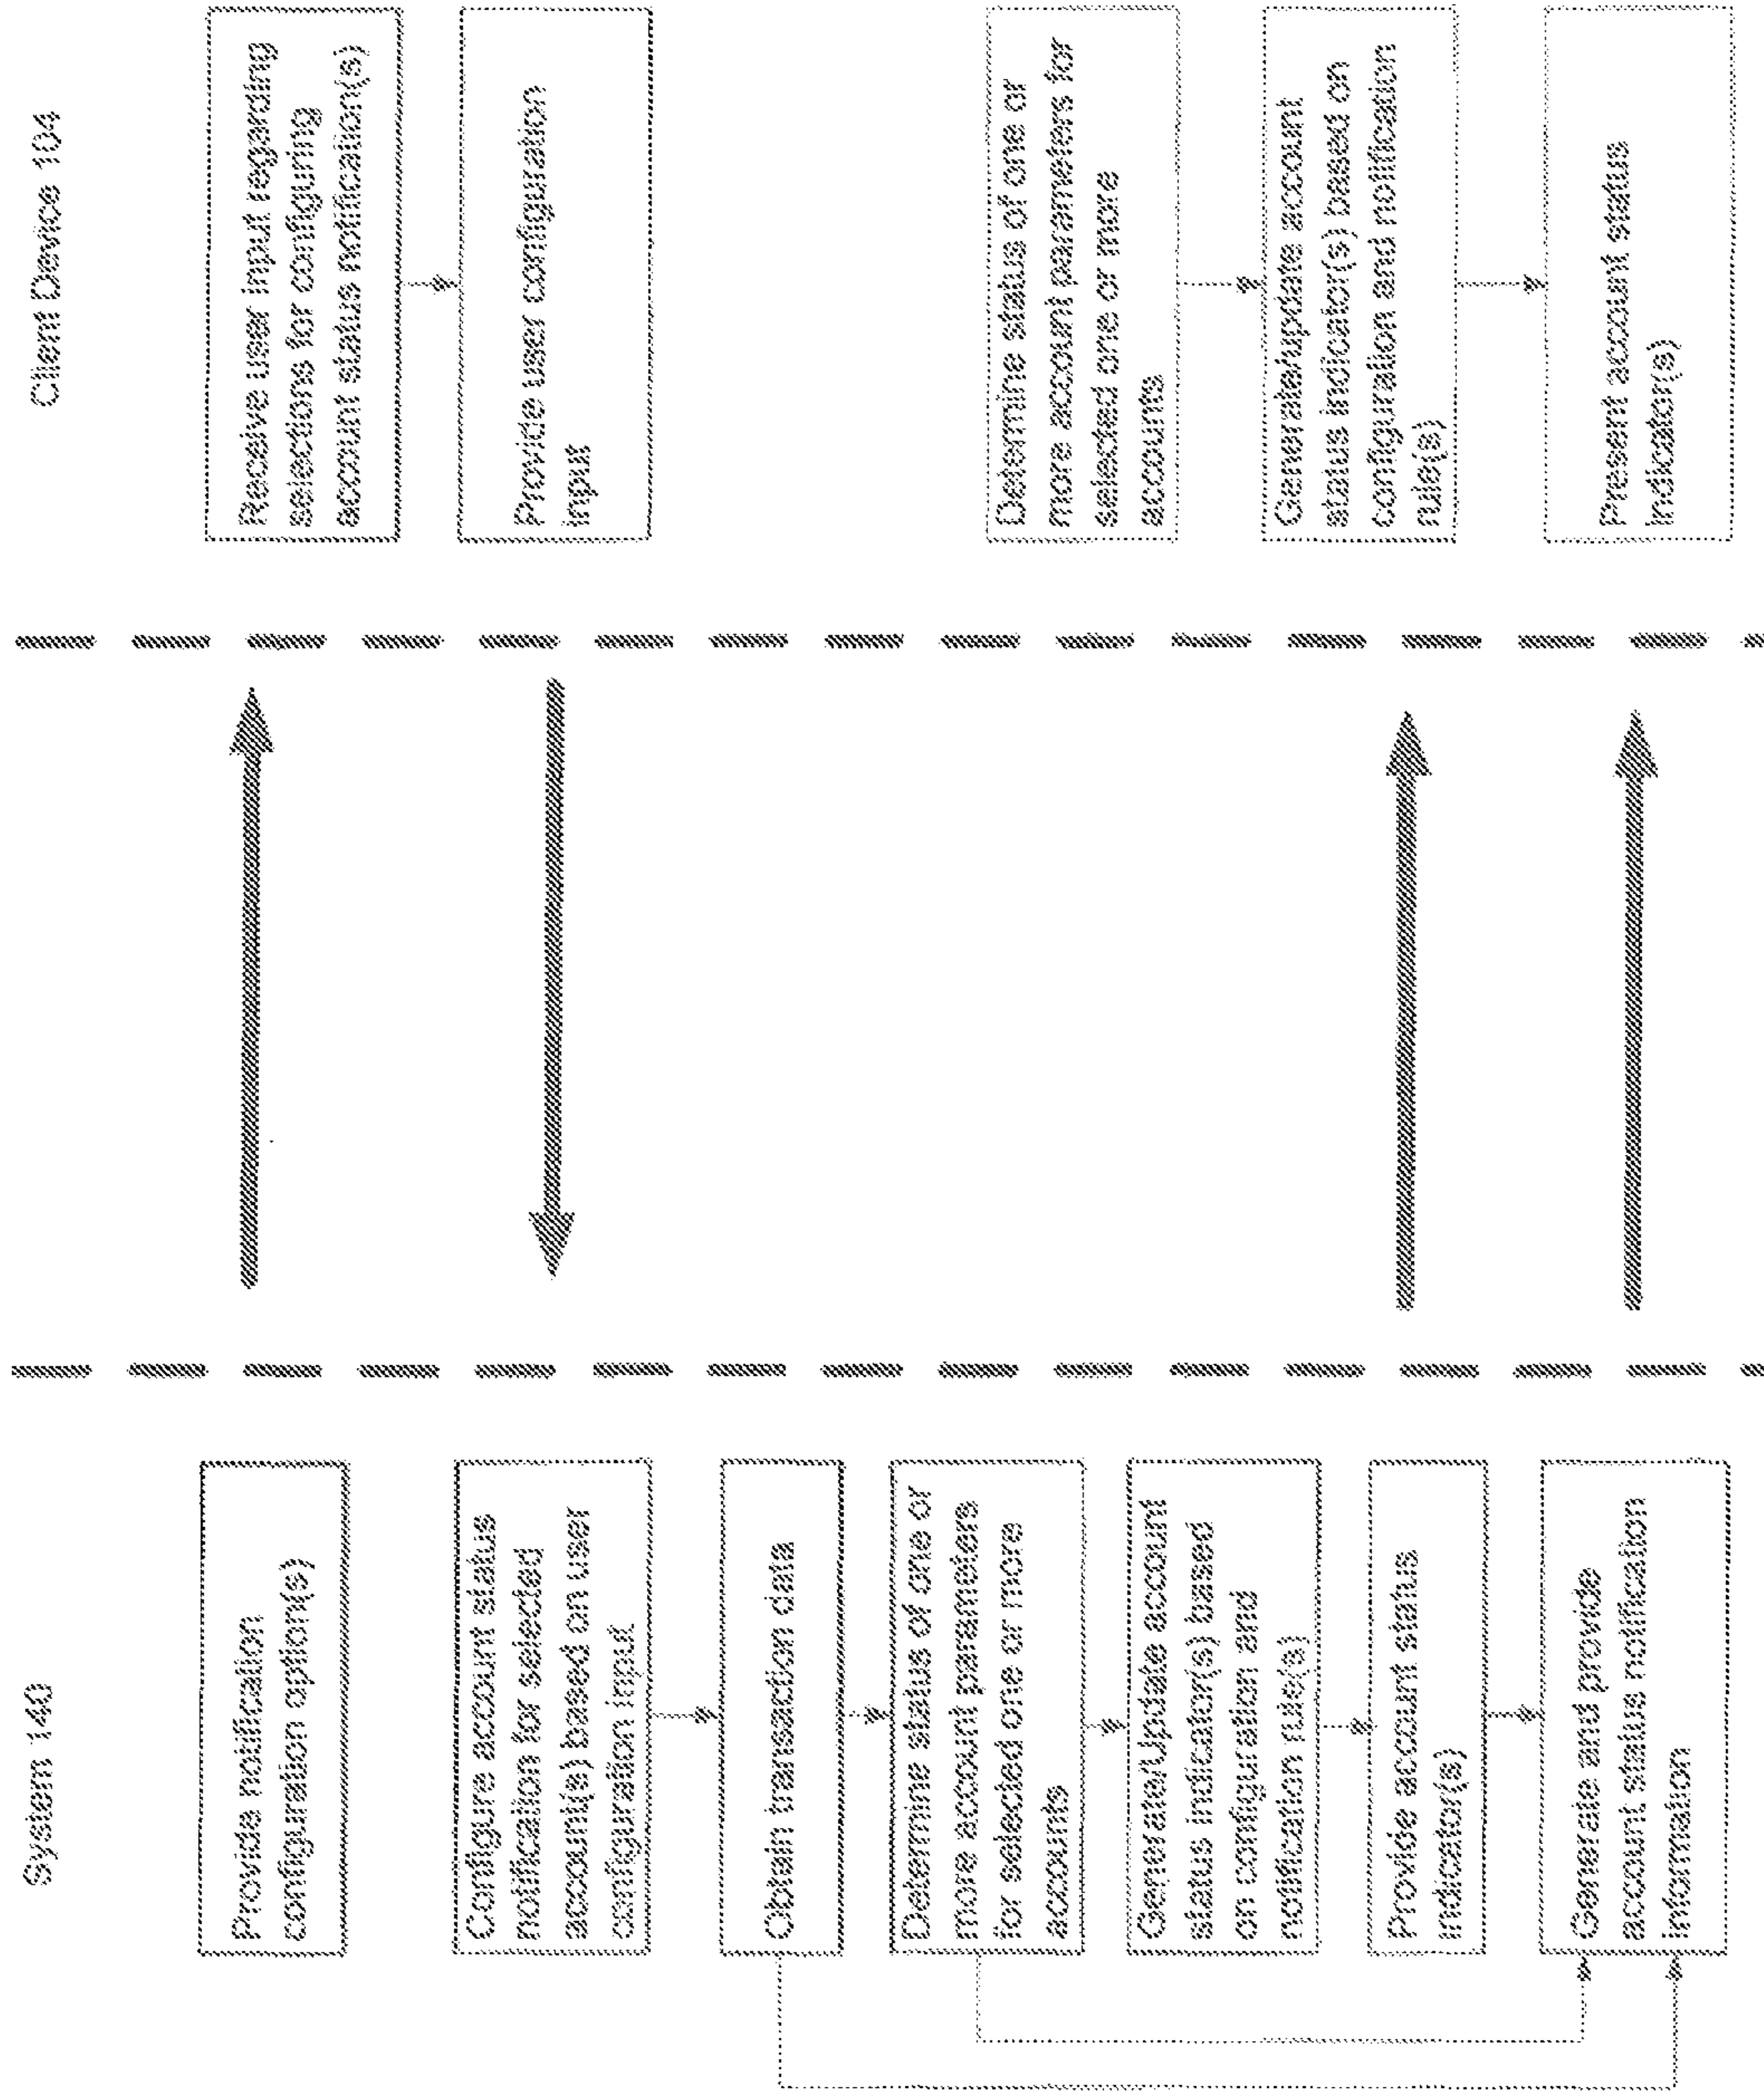 System 140
Provide notification
configuration option(s)
Configure account status
notification for selected
account(s) based on user
configuration input
Obtain transaction data
Determine status of one or
more account parameters
for selected one or more
accounts
Generate/Update account
status indicator(s) based
on configuration and
notification rule(s)
Provide account status
indicator(s)
Generate and provide
account status notification
information
Client Device 104
Receive user input regarding
selections for configuring
account status notification(s)
Provide user configuration
input
Determine status of one or
more account parameters for
selected one or more
accounts
Generate/update account
status indicator(s) based on
configuration and notification
rule(s)
Present account status
indicator(s)